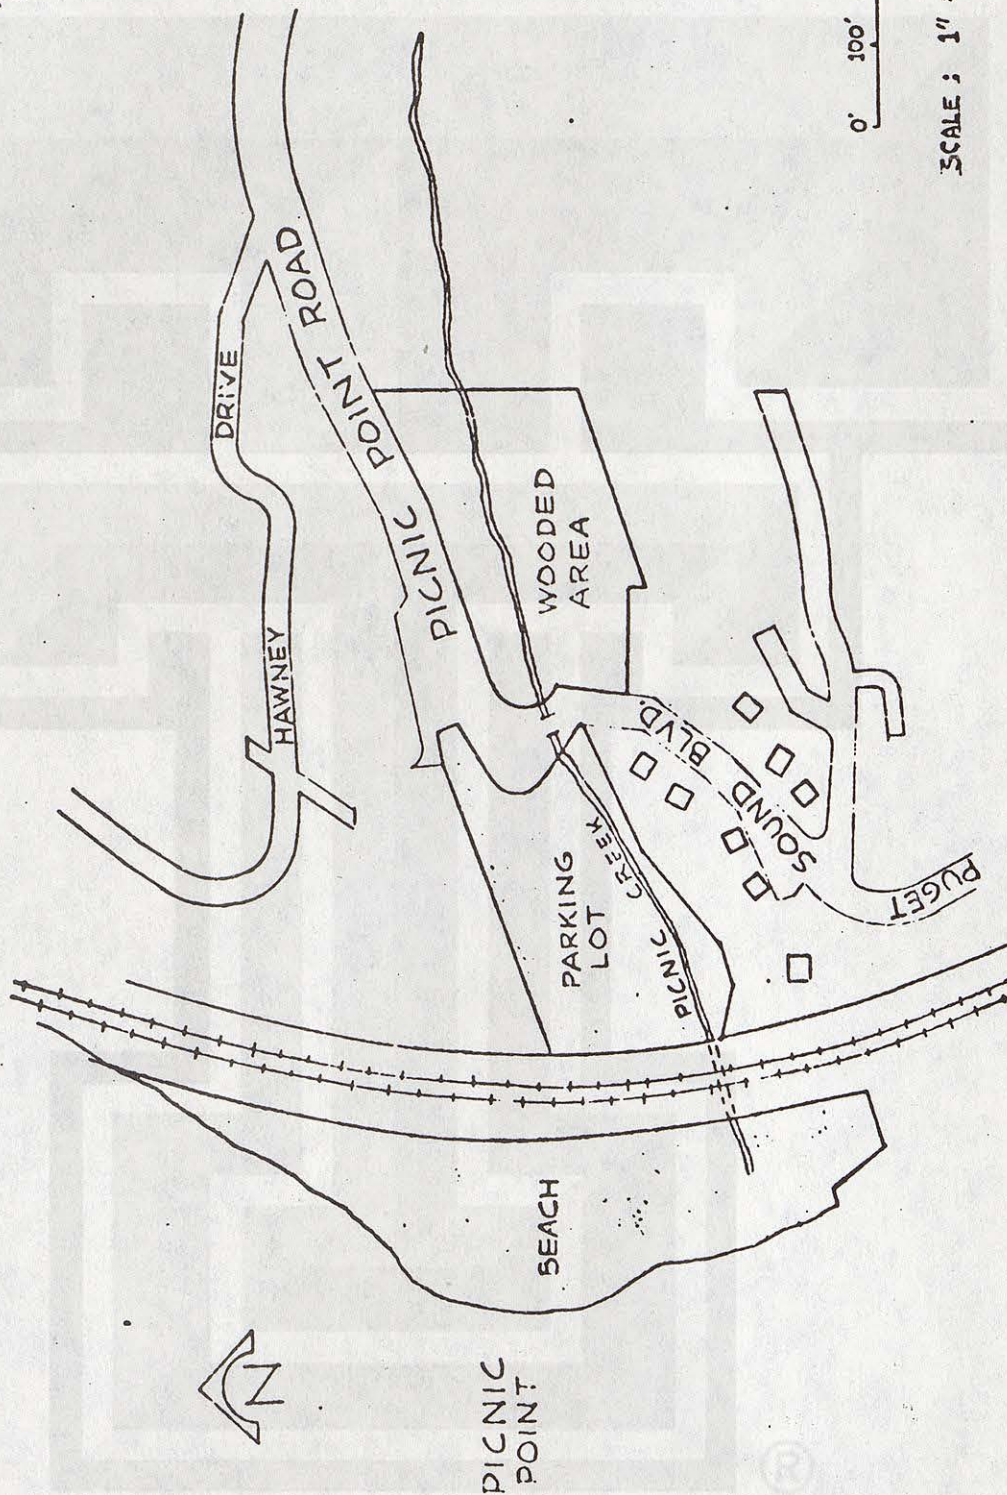 DRIVE
HAWNEY
PICNIC POINT ROAD
WOODED
AREA
PARKING
LOT
PICNIC CREEK
PUGET SOUND BLVD.
BEACH
N
PICNIC
POINT
0' 100'
SCALE : 1"
®